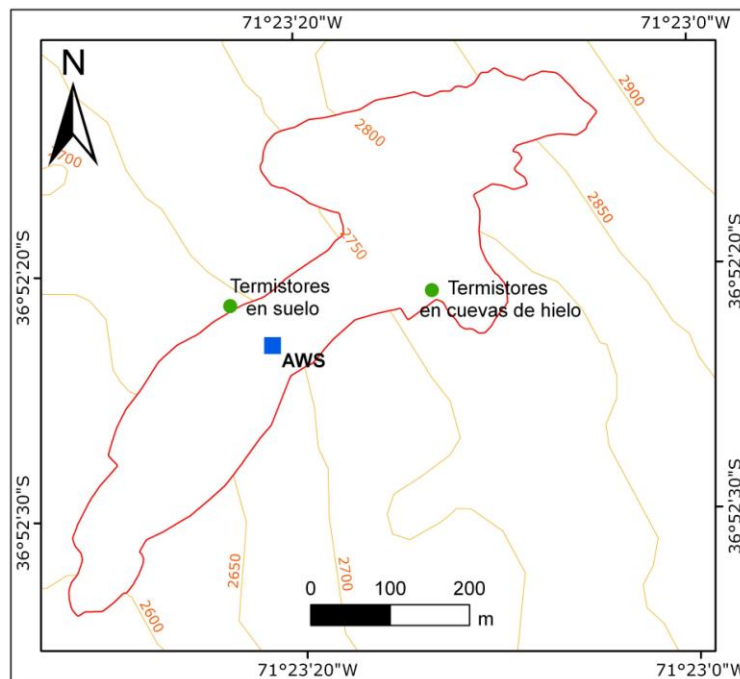 71°23'20"W
71°23'0"W
N
2900
2800
2700
2850
2750
36°52'20"S
36°52'20"S
Termistores
en suelo
Termistores
en cuevas de hielo
AWS
36°52'30"S
36°52'30"S
2650
2700
2600
0 100 200
m
71°23'20"W
71°23'0"W